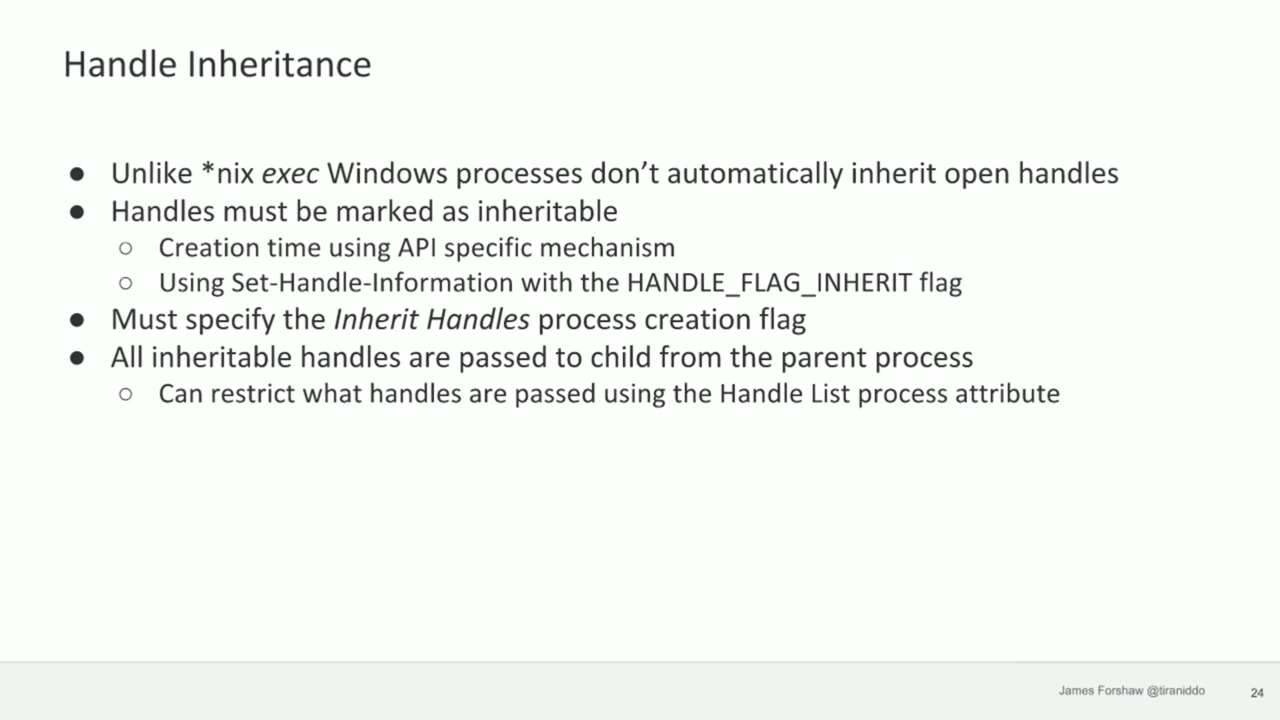 Handle Inheritance
● Unlike *nix exec Windows processes don’t automatically inherit open handles
● Handles must be marked as inheritable
○ Creation time using API specific mechanism
○ Using Set-Handle-Information with the HANDLE_FLAG_INHERIT flag
● Must specify the Inherit Handles process creation flag
● All inheritable handles are passed to child from the parent process
○ Can restrict what handles are passed using the Handle List process attribute
James Forshaw @tiraniddo
24